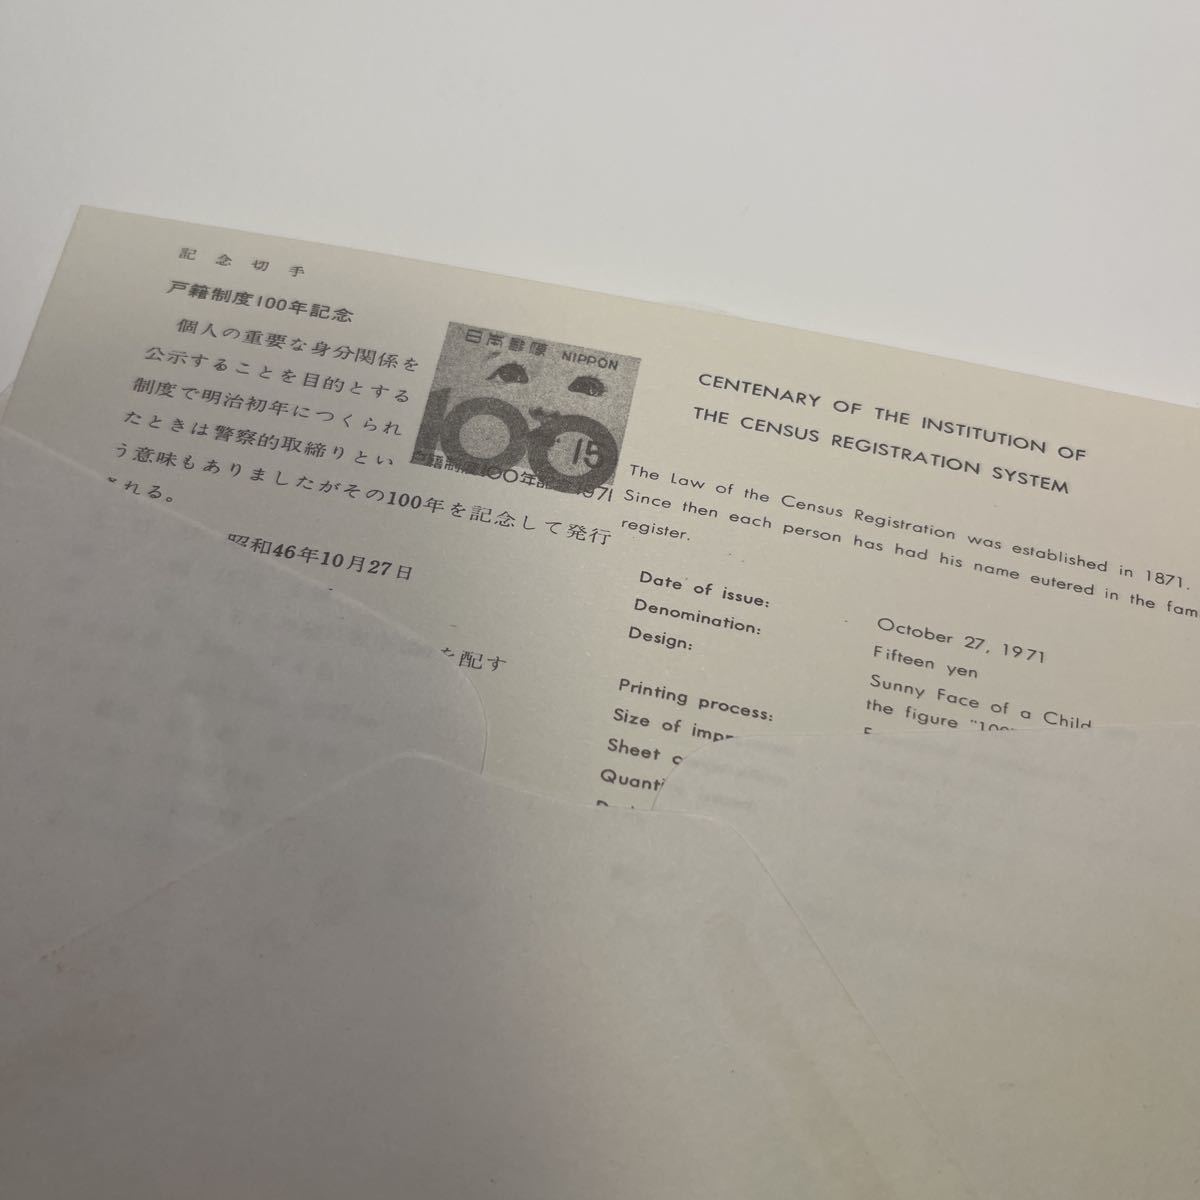 記念切手
戸籍制度100年記念
個人の重要な身分関係を
公示することを目的とする
制度で明治初年につくられ
たときは警察的取締りとい
う意味もありましたがその100年を記念して発行
れる。
昭和46年10月27日
を配す
日本郵便 NIPPON
100
15
戸籍制度100年記念 1971
CENTENARY OF THE INSTITUTION OF
THE CENSUS REGISTRATION SYSTEM
The Law of the Census Registration was established in 1871.
Since then each person has had his name eutered in the fam
register.
Date of issue: October 27, 1971
Denomination: Fifteen yen
Design: Sunny Face of a Child
the figure "100"
Printing process:
Size of impr
Sheet c
Quanti